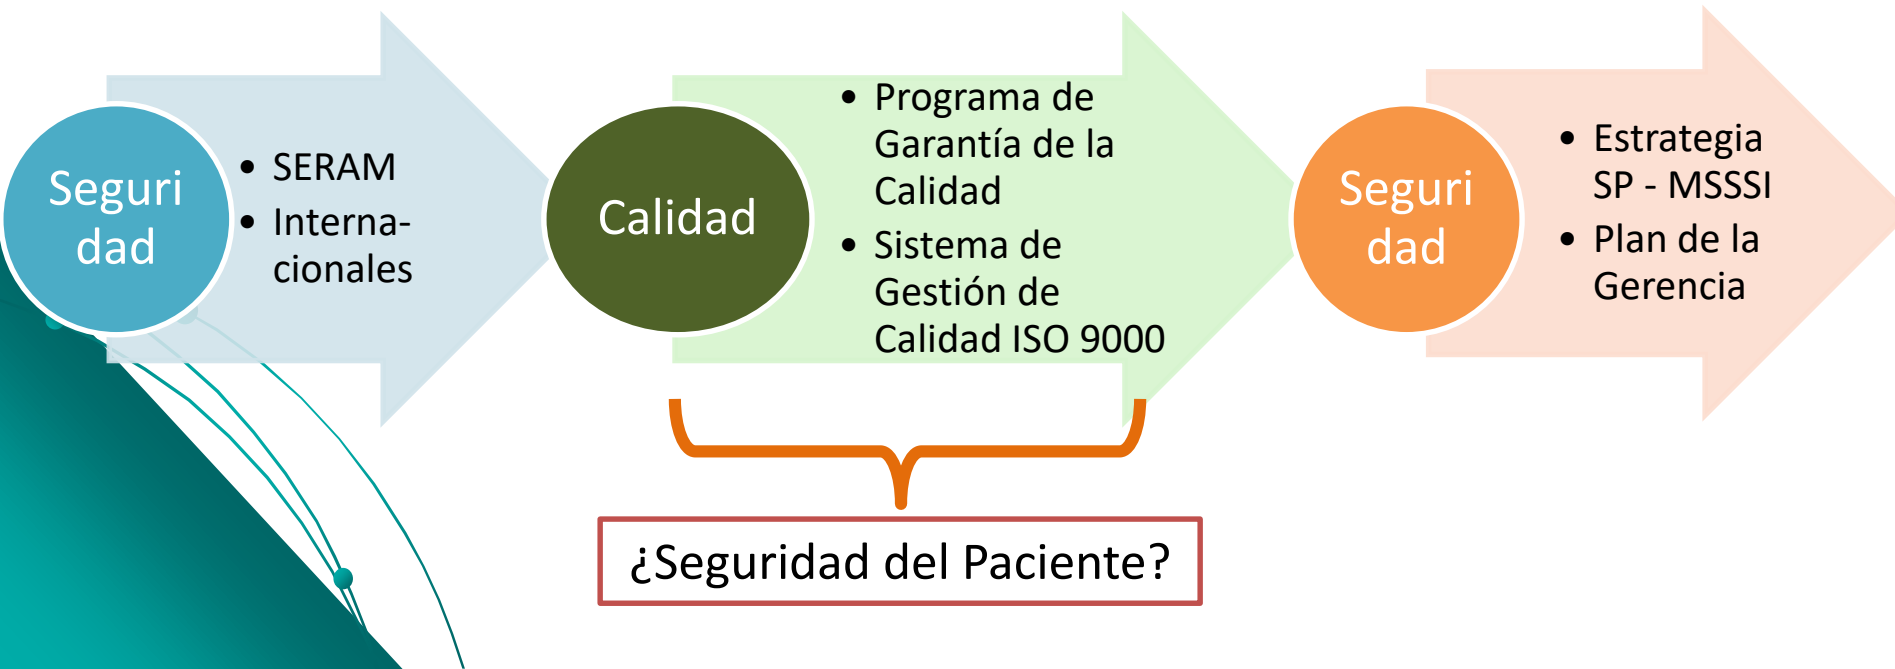 Seguri
dad
• SERAM
• Interna-
cionales
Calidad
• Programa de
Garantía de la
Calidad
• Sistema de
Gestión de
Calidad ISO 9000
Seguri
dad
• Estrategia
SP - MSSSI
• Plan de la
Gerencia
¿Seguridad del Paciente?